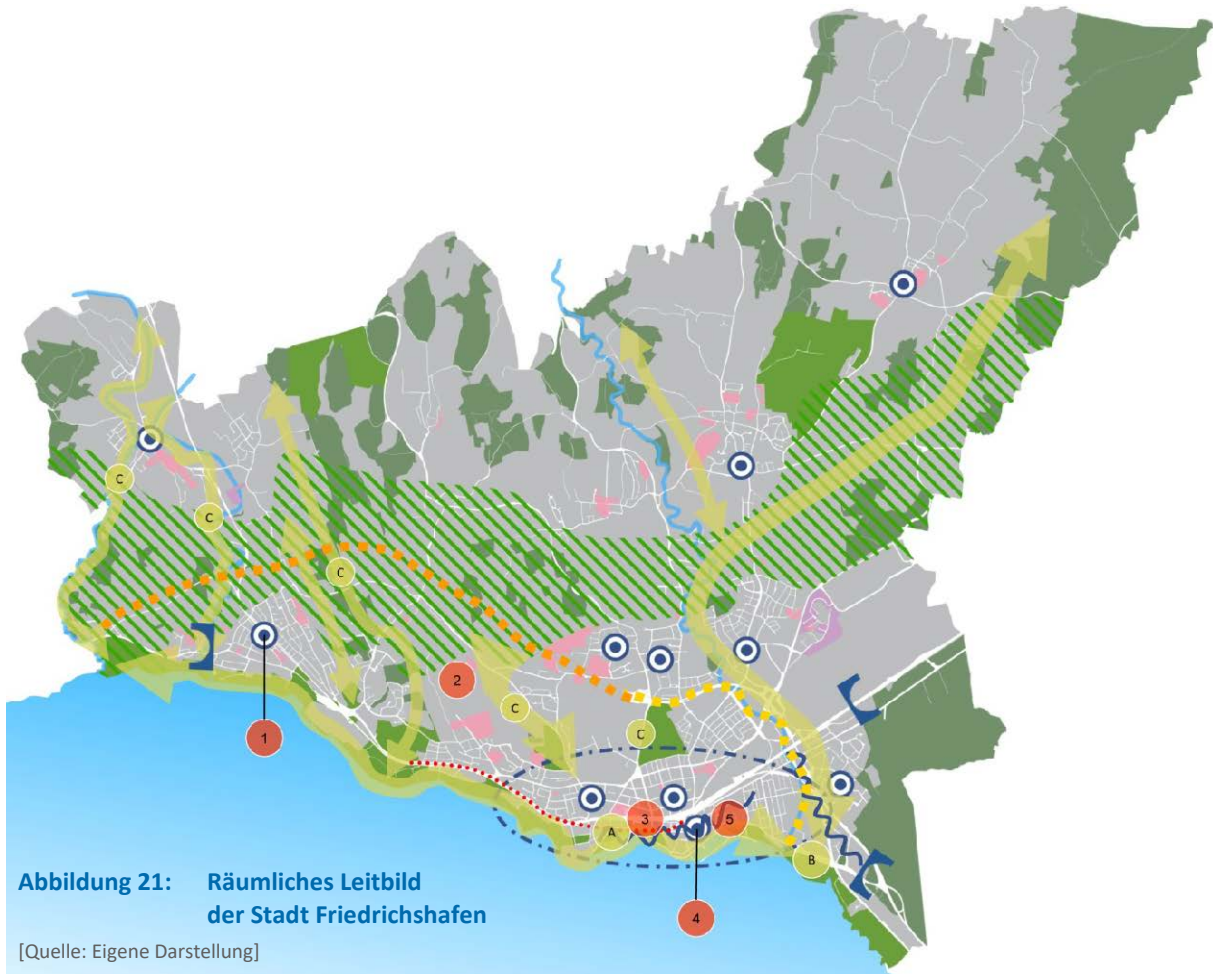 C
C
C
2
C
C
1
3
A
5
B
4
Abbildung 21: Räumliches Leitbild
der Stadt Friedrichshafen
[Quelle: Eigene Darstellung]